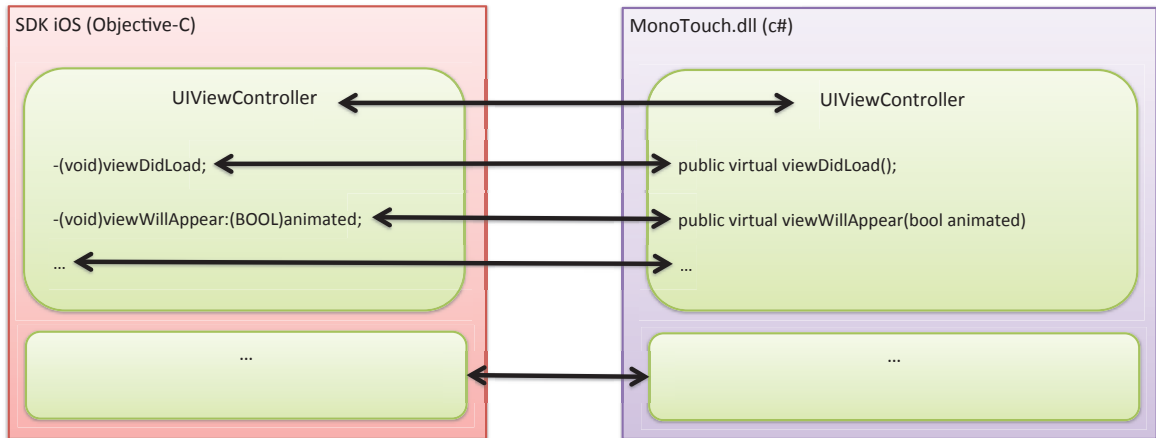 SDK iOS (Objective-C)
UIViewController
-(void)viewDidLoad;
-(void)viewWillAppear:(BOOL)animated;
...
...
MonoTouch.dll (c#)
UIViewController
public virtual viewDidLoad();
public virtual viewWillAppear(bool animated)
...
...